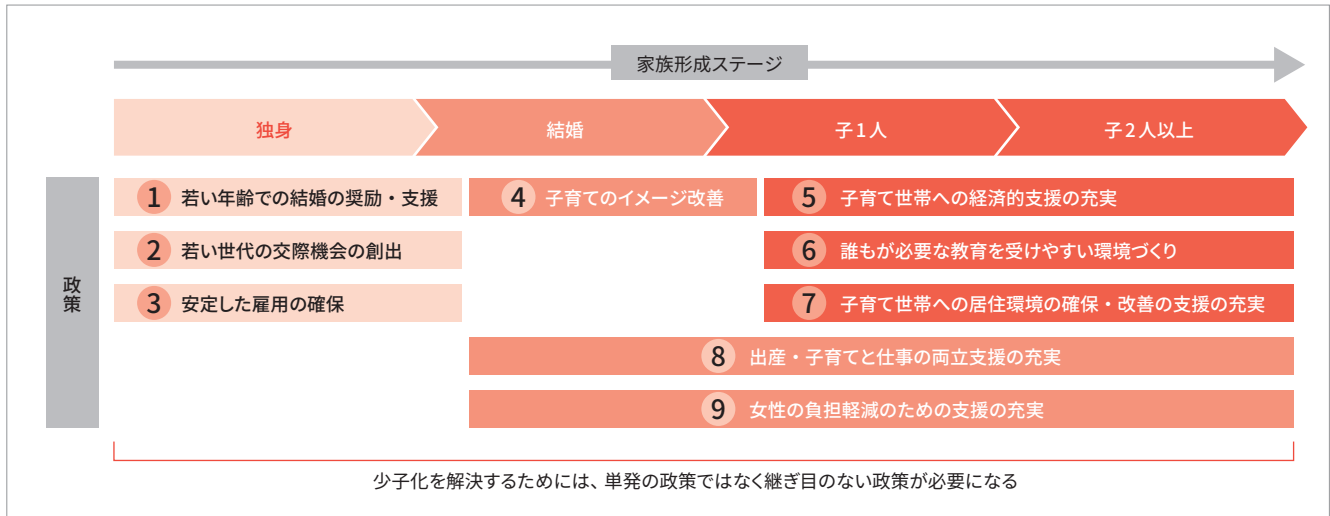 家族形成ステージ
独身
結婚
子1人
子2人以上
政策
1 若い年齢での結婚の奨励・支援
4 子育てのイメージ改善
5 子育て世帯への経済的支援の充実
2 若い世代の交際機会の創出
6 誰もが必要な教育を受けやすい環境づくり
3 安定した雇用の確保
7 子育て世帯への居住環境の確保・改善の支援の充実
8 出産・子育てと仕事の両立支援の充実
9 女性の負担軽減のための支援の充実
少子化を解決するためには、単発の政策ではなく継ぎ目のない政策が必要になる